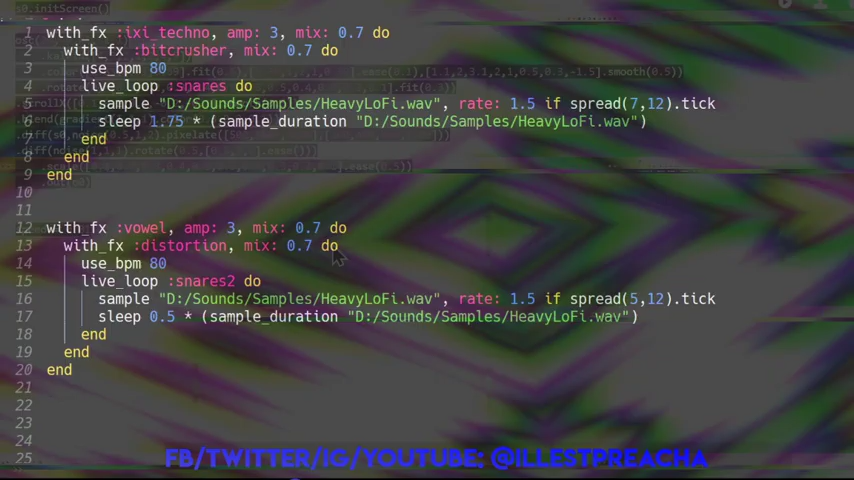 s0.initScreen()
1 with_fx :ixi_techno, amp: 3, mix: 0.7 do
2 with_fx :bitcrusher, mix: 0.7 do
3 use_bpm 80
4 live_loop :snares do
5 sample "D:/Sounds/Samples/HeavyLoFi.wav", rate: 1.5 if spread(7,12).tick
6 sleep 1.75 * (sample_duration "D:/Sounds/Samples/HeavyLoFi.wav")
7 end
8 end
9 end
10
11
12 with_fx :vowel, amp: 3, mix: 0.7 do
13 with_fx :distortion, mix: 0.7 do
14 use_bpm 80
15 live_loop :snares2 do
16 sample "D:/Sounds/Samples/HeavyLoFi.wav", rate: 1.5 if spread(5,12).tick
17 sleep 0.5 * (sample_duration "D:/Sounds/Samples/HeavyLoFi.wav")
18 end
19 end
20 end
21
22
23
24
25
FB/TWITTER/IG/YOUTUBE: @ILLESTPREACHA